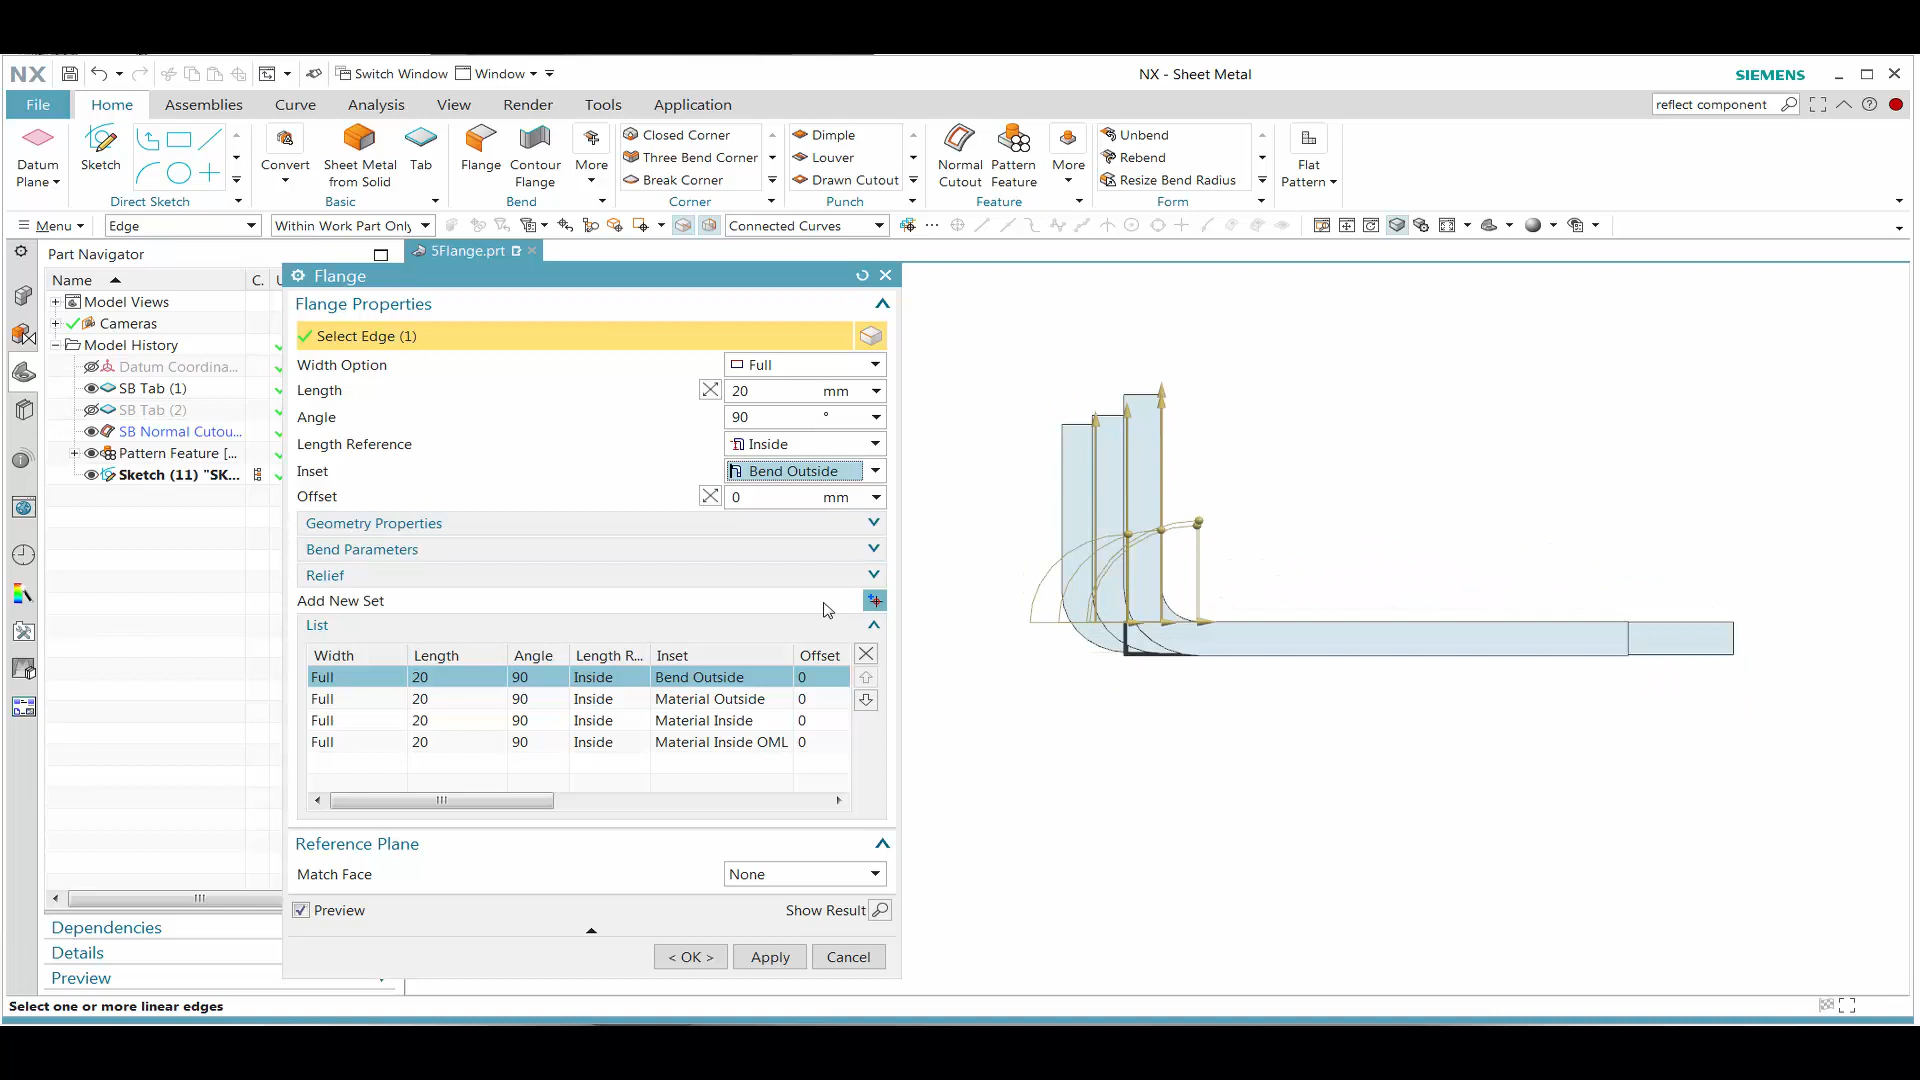 NX
Switch Window
Window
NX - Sheet Metal
SIEMENS
File
Home
Assemblies
Curve
Analysis
View
Render
Tools
Application
reflect component
Datum
Plane
Sketch
Direct Sketch
Convert
Sheet Metal
from Solid
Tab
Basic
Flange
Contour
Flange
More
Bend
Closed Corner
Three Bend Corner
Break Corner
Corner
Dimple
Louver
Drawn Cutout
Punch
Normal
Cutout
Pattern
Feature
More
Feature
Unbend
Rebend
Resize Bend Radius
Form
Flat
Pattern
Menu
Edge
Within Work Part Only
Connected Curves
Part Navigator
5Flange.prt
Name
C.
Model Views
Cameras
Model History
Datum Coordina...
SB Tab (1)
SB Tab (2)
SB Normal Cutou...
Pattern Feature [...
Sketch (11) "SK...
Dependencies
Details
Preview
Flange
Flange Properties
Select Edge (1)
Width Option
Full
Length
20 mm
Angle
90 °
Length Reference
Inside
Inset
Bend Outside
Offset
0 mm
Geometry Properties
Bend Parameters
Relief
Add New Set
List
Width Length Angle Length R... Inset Offset
Full 20 90 Inside Bend Outside 0
Full 20 90 Inside Material Outside 0
Full 20 90 Inside Material Inside 0
Full 20 90 Inside Material Inside OML 0
Reference Plane
Match Face
None
Preview
Show Result
< OK >
Apply
Cancel
Select one or more linear edges